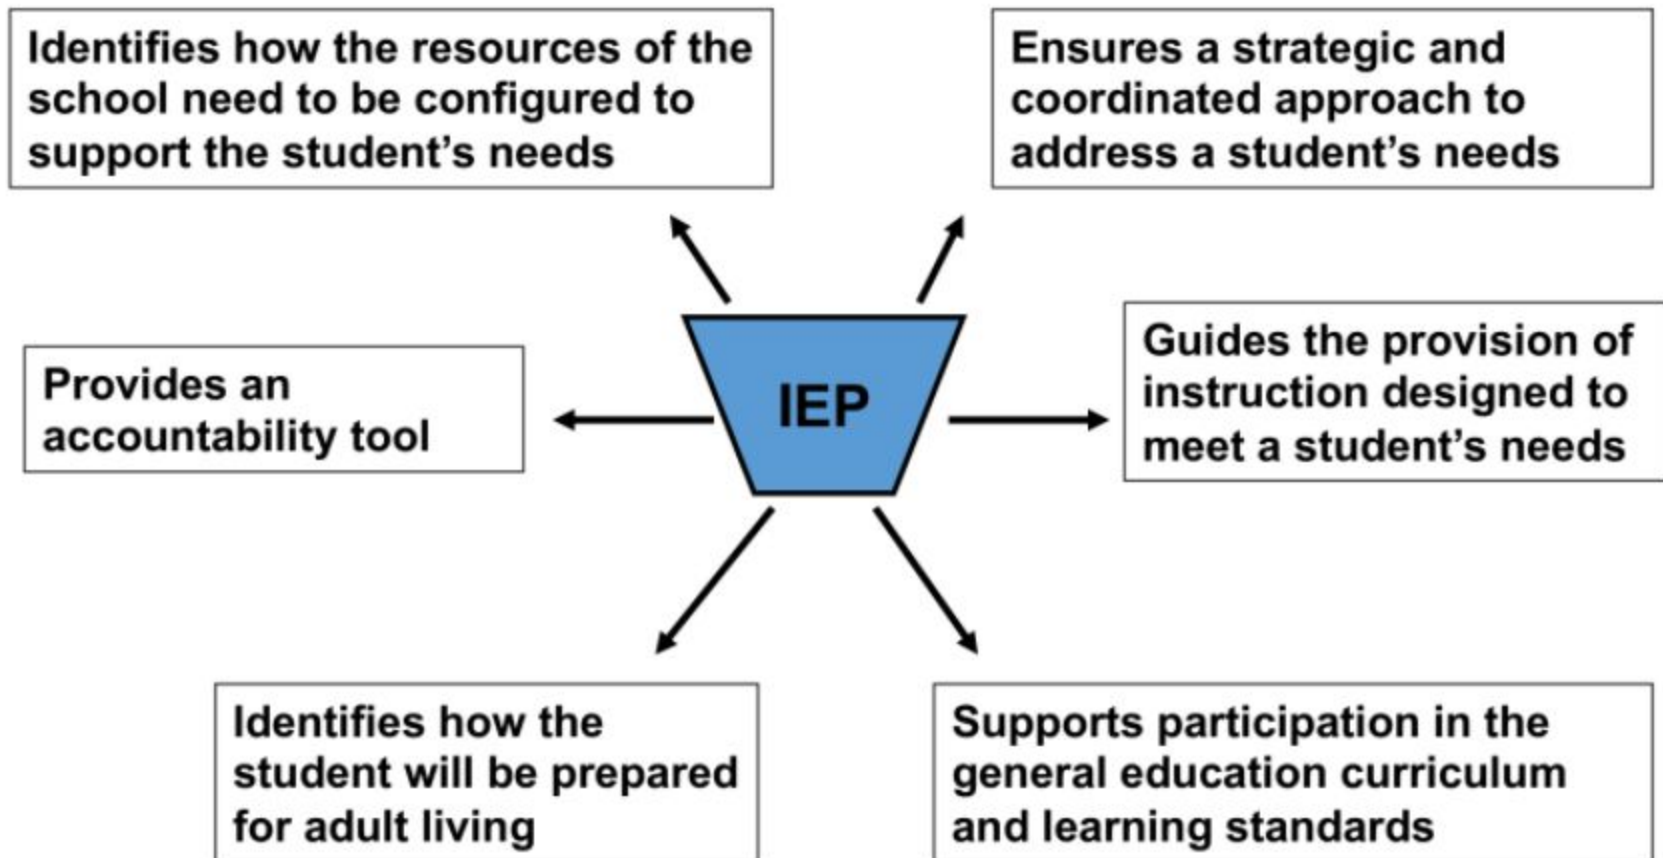 Identifies how the resources of the
school need to be configured to
support the student's needs
Ensures a strategic and
coordinated approach to
address a student's needs
Provides an
accountability tool
IEP
Guides the provision of
instruction designed to
meet a student's needs
Identifies how the
student will be prepared
for adult living
Supports participation in the
general education curriculum
and learning standards